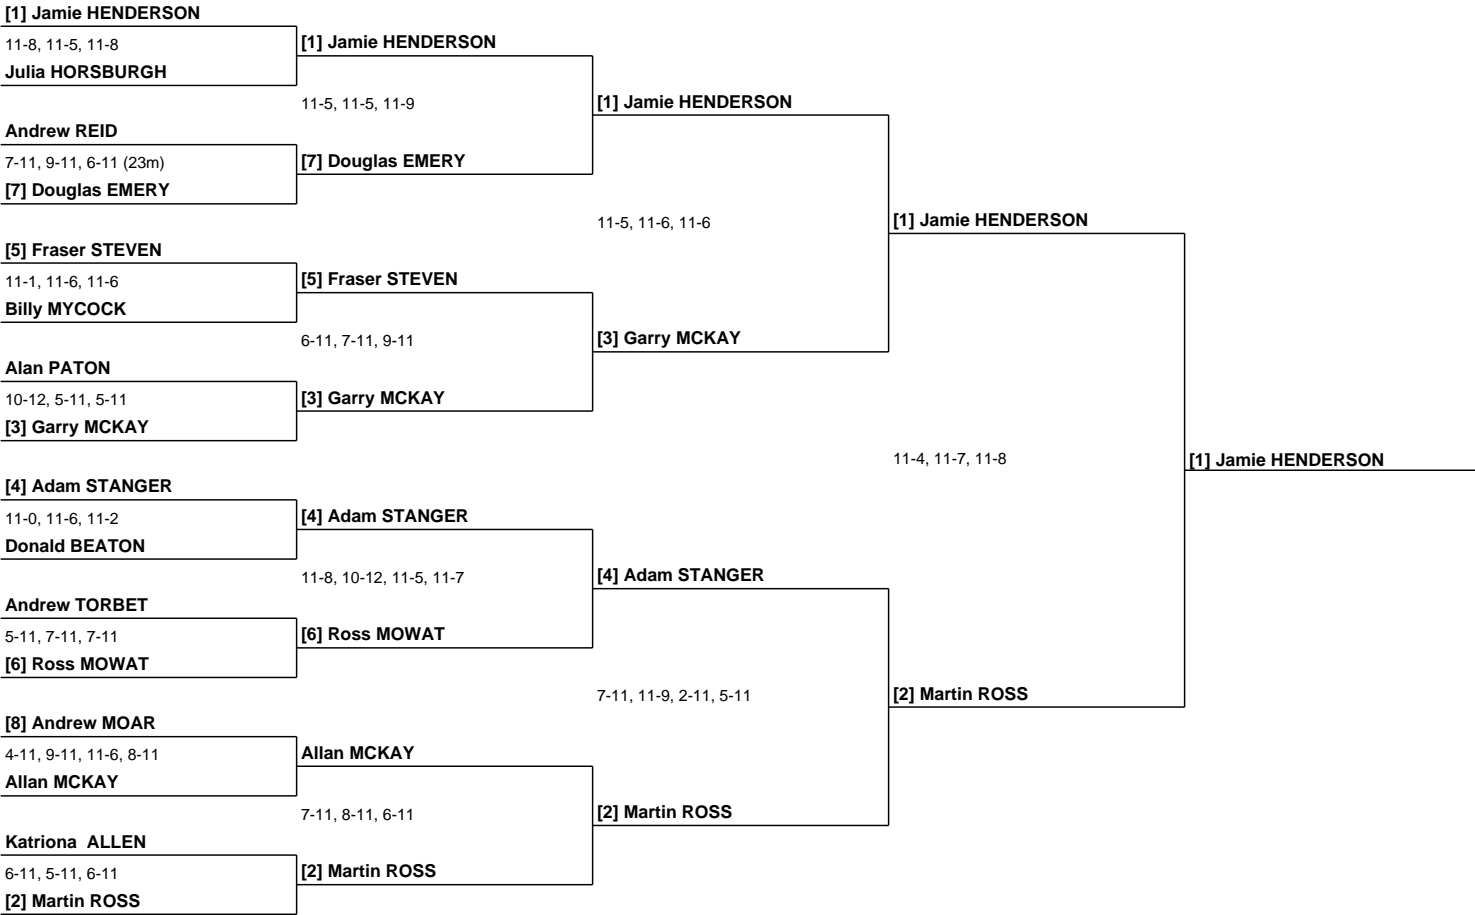 [1] Jamie HENDERSON
11-8, 11-5, 11-8
Julia HORSBURGH
Andrew REID
7-11, 9-11, 6-11 (23m)
[7] Douglas EMERY
[5] Fraser STEVEN
11-1, 11-6, 11-6
Billy MYCOCK
Alan PATON
10-12, 5-11, 5-11
[3] Garry MCKAY
[4] Adam STANGER
11-0, 11-6, 11-2
Donald BEATON
Andrew TORBET
5-11, 7-11, 7-11
[6] Ross MOWAT
[8] Andrew MOAR
4-11, 9-11, 11-6, 8-11
Allan MCKAY
Katriona  ALLEN
6-11, 5-11, 6-11
[2] Martin ROSS
[1] Jamie HENDERSON
11-5, 11-5, 11-9
[7] Douglas EMERY
[5] Fraser STEVEN
6-11, 7-11, 9-11
[3] Garry MCKAY
[4] Adam STANGER
11-8, 10-12, 11-5, 11-7
[6] Ross MOWAT
Allan MCKAY
7-11, 8-11, 6-11
[2] Martin ROSS
[1] Jamie HENDERSON
11-5, 11-6, 11-6
[3] Garry MCKAY
[4] Adam STANGER
7-11, 11-9, 2-11, 5-11
[2] Martin ROSS
[1] Jamie HENDERSON
11-4, 11-7, 11-8
[2] Martin ROSS
[1] Jamie HENDERSON